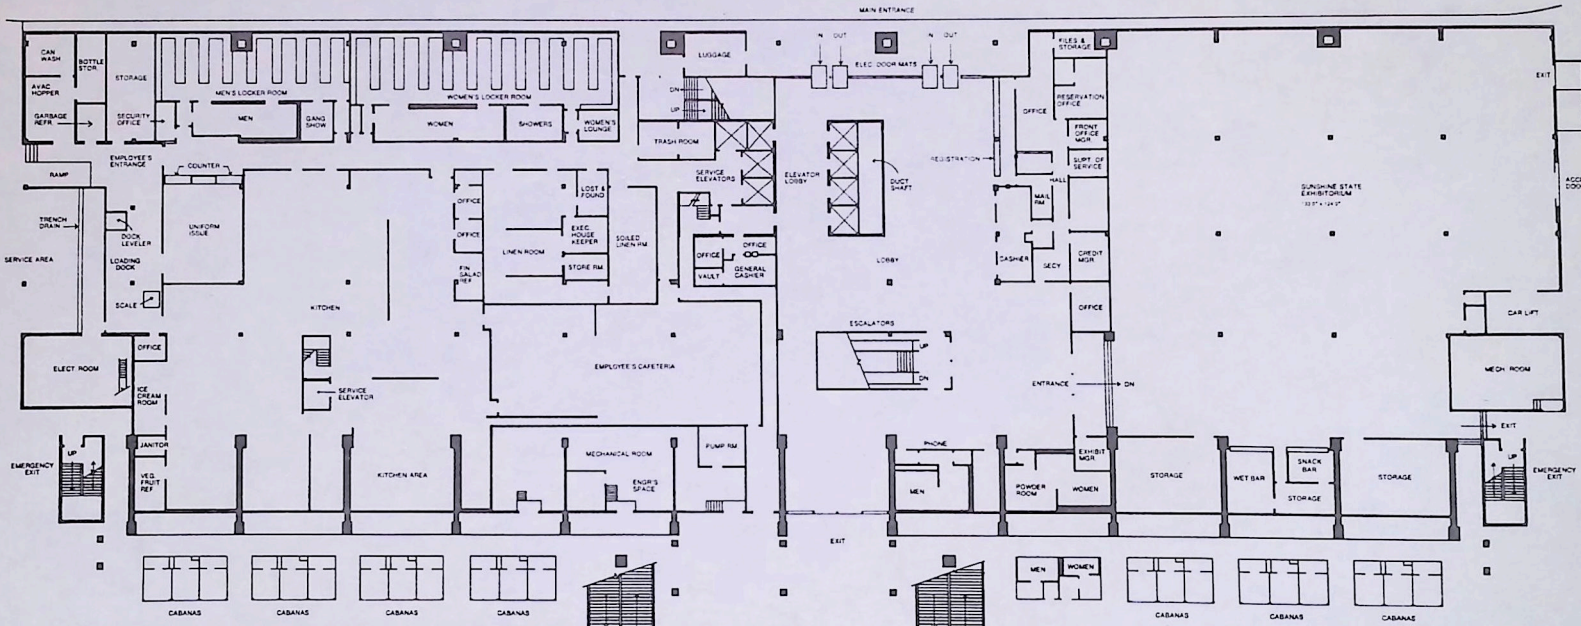 MAIN ENTRANCE
IN OUT
IN OUT
ELEC. DOOR MATS
CAN
WASH
BOTTLE
STOR.
STORAGE
AVAC
HOPPER
GARBAGE
REFR.
SECURITY
OFFICE
MEN'S LOCKER ROOM
MEN
GANG
SHOW
WOMEN'S LOCKER ROOM
WOMEN
SHOWERS
WOMEN'S
LOUNGE
LUGGAGE
DN
UP
TRASH ROOM
SERVICE
ELEVATORS
ELEVATOR
LOBBY
DUCT
SHAFT
REGISTRATION
OFFICE
FILES &
STORAGE
RESERVATION
OFFICE
FRONT
OFFICE
MGR.
SUPT OF
SERVICE
HALL
MAIL
RM.
CASHIER
SECY
CREDIT
MGR.
OFFICE
SUNSHINE STATE
EXHIBITORIUM
EXIT
EMPLOYEE'S
ENTRANCE
COUNTER
RAMP
TRENCH
DRAIN
DOCK
LEVELER
SERVICE AREA
LOADING
DOCK
SCALE
UNIFORM
ISSUE
KITCHEN
OFFICE
OFFICE
FIN
SALAD
REF
LINEN ROOM
LOST &
FOUND
EXEC.
HOUSE
KEEPER
STORE RM.
SOILED
LINEN RM.
OFFICE
OFFICE
VAULT
GENERAL
CASHIER
LOBBY
ESCALATORS
UP
DN
ENTRANCE
DN
CAR LIFT
MECH. ROOM
EXIT
ELECT ROOM
OFFICE
ICE
CREAM
ROOM
SERVICE
ELEVATOR
EMPLOYEE'S CAFETERIA
JANITOR
VEG.
FRUIT
REF
KITCHEN AREA
MECHANICAL ROOM
ENGR'S
SPACE
PUMP RM.
PHONE
MEN
POWDER
ROOM
WOMEN
EXHIBIT
MGR.
STORAGE
WET BAR
SNACK
BAR
STORAGE
STORAGE
UP
EMERGENCY
EXIT
UP
EMERGENCY
EXIT
EXIT
MEN
WOMEN
CABANAS
CABANAS
CABANAS
CABANAS
CABANAS
CABANAS
CABANAS